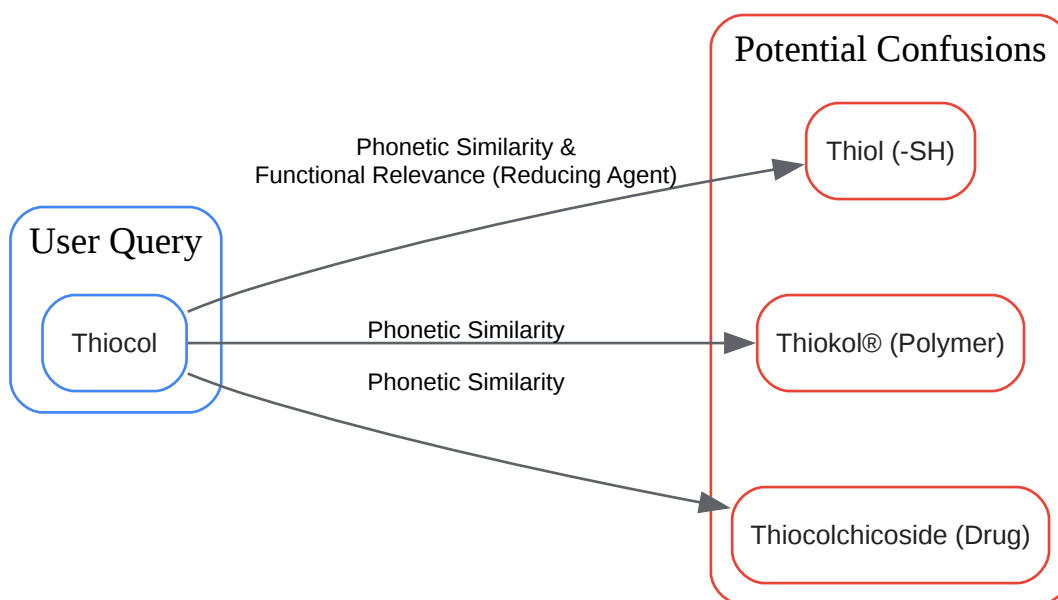 Potential Confusions
Thiol (-SH)
Phonetic Similarity &
Functional Relevance (Reducing Agent)
User Query
Thiocol
Phonetic Similarity
Thiokol® (Polymer)
Phonetic Similarity
Thiocolchicoside (Drug)